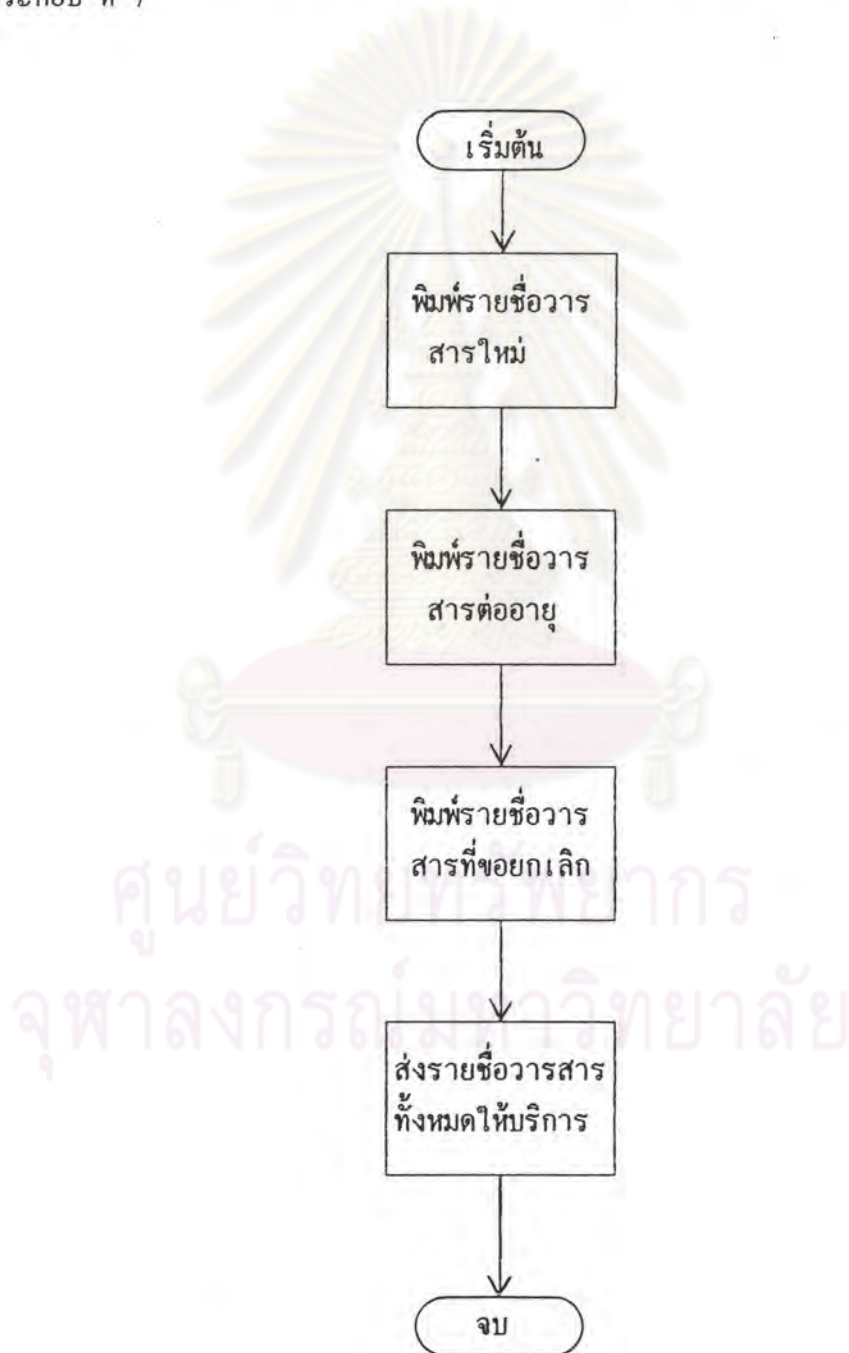 เริ่มต้น
พิมพ์รายชื่อวาร
สารใหม่
พิมพ์รายชื่อวาร
สารต่ออายุ
พิมพ์รายชื่อวาร
สารที่ขอยกเลิก
ศูนย์วิทยทรัพยากร
จุฬาลงกรณ์มหาวิทยาลัย
ส่งรายชื่อวารสาร
ทั้งหมดให้บริการ
จบ